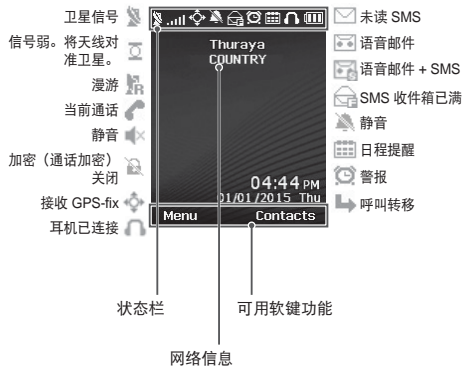 卫星信号
信号弱。将天线对
准卫星。
漫游
当前通话
静音
加密（通话加密）
关闭
接收 GPS-fix
耳机已连接
Thuraya
COUNTRY
04:44 PM
01/01/2015 Thu
Menu Contacts
未读 SMS
语音邮件
语音邮件 + SMS
SMS 收件箱已满
静音
日程提醒
警报
呼叫转移
状态栏
可用软键功能
网络信息